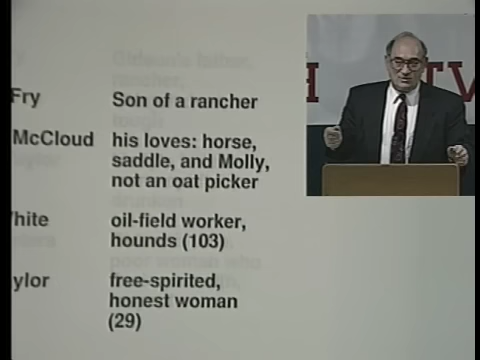 Fry Son of a rancher
McCloud his loves: horse,
saddle, and Molly,
not an oat picker
hite oil-field worker,
hounds (103)
ylor free-spirited,
honest woman
(29)
TV